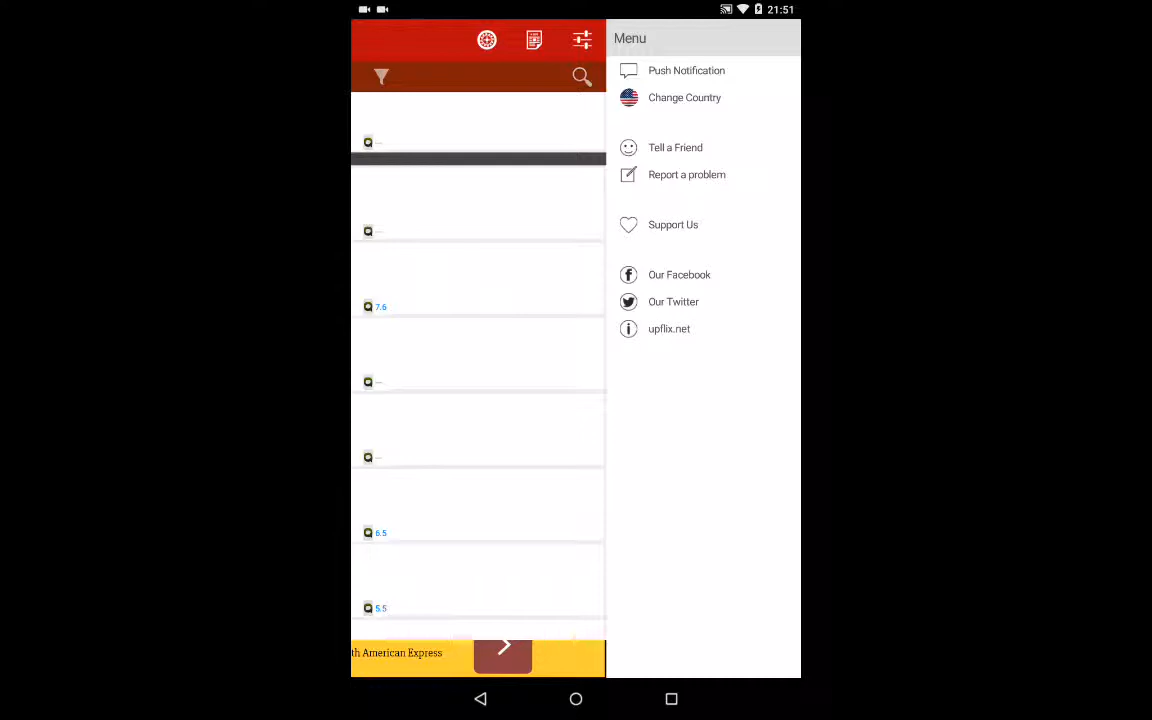 21:51
Menu
Push Notification
Change Country
Tell a Friend
Report a problem
Support Us
Our Facebook
Our Twitter
upflix.net
---
---
7.6
---
---
6.5
5.5
th American Express